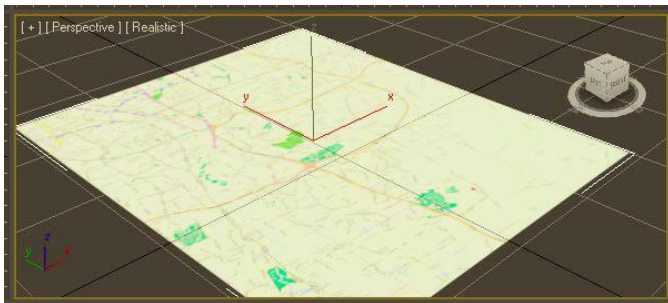 [ + ] [ Perspective ] [ Realistic ]
z
y
x
z
y
x